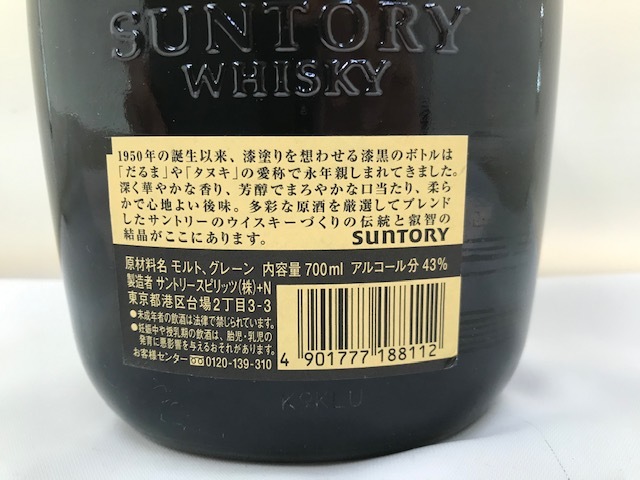 SUNTORY
WHISKY
1950年の誕生以来、漆塗りを想わせる漆黒のボトルは
「だるま」や「タヌキ」の愛称で永年親しまれてきました。
深く華やかな香り、芳醇でまろやかな口当たり、柔ら
かで心地よい後味。多彩な原酒を厳選してブレンド
したサントリーのウイスキーづくりの伝統と叡智の
結晶がここにあります。
SUNTORY
原材料名 モルト、グレーン 内容量 700ml アルコール分 43%
製造者 サントリースピリッツ(株)+N
東京都港区台場2丁目3-3
●未成年者の飲酒は法律で禁じられています。
●妊娠中や授乳期の飲酒は、胎児・乳児の
発育に悪影響を与えるおそれがあります。
お客様センター 0120-139-310
4 901777 188112
K9KLU